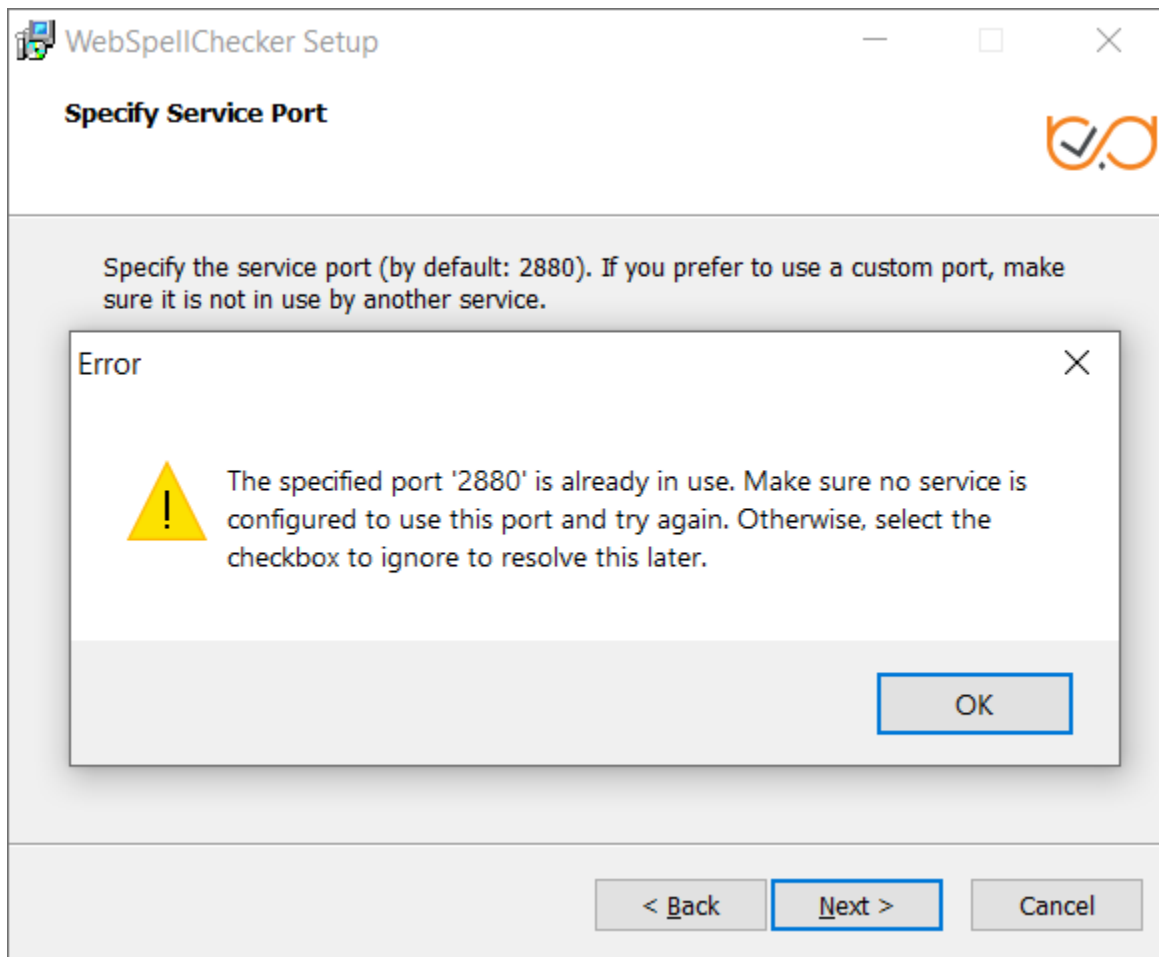 WebSpellChecker Setup
Specify Service Port
Specify the service port (by default: 2880). If you prefer to use a custom port, make
sure it is not in use by another service.
Error
The specified port '2880' is already in use. Make sure no service is
configured to use this port and try again. Otherwise, select the
checkbox to ignore to resolve this later.
OK
< Back
Next >
Cancel